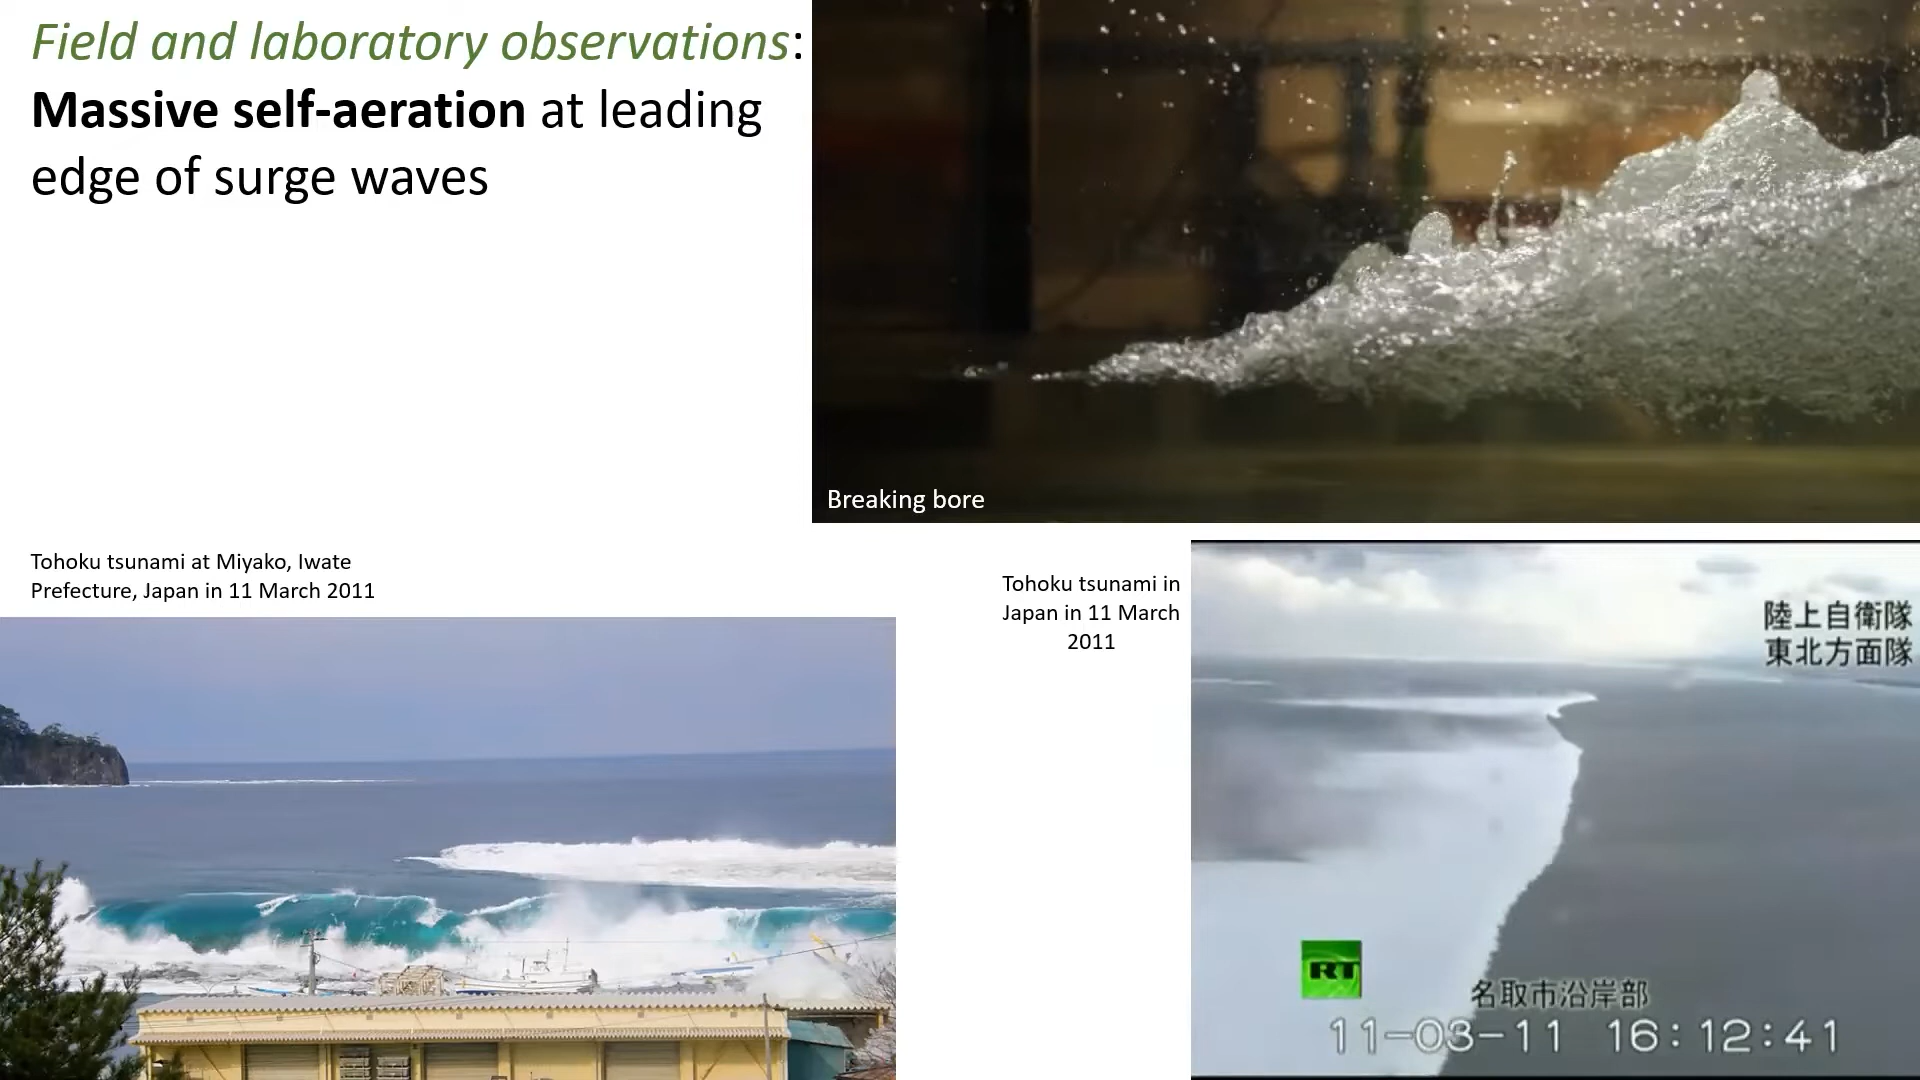 Field and laboratory observations:
Massive self-aeration at leading
edge of surge waves
Breaking bore
Tohoku tsunami at Miyako, Iwate
Prefecture, Japan in 11 March 2011
Tohoku tsunami in
Japan in 11 March
2011
陸上自衛隊
東北方面隊
RT
名取市沿岸部
11-03-11 16:12:41